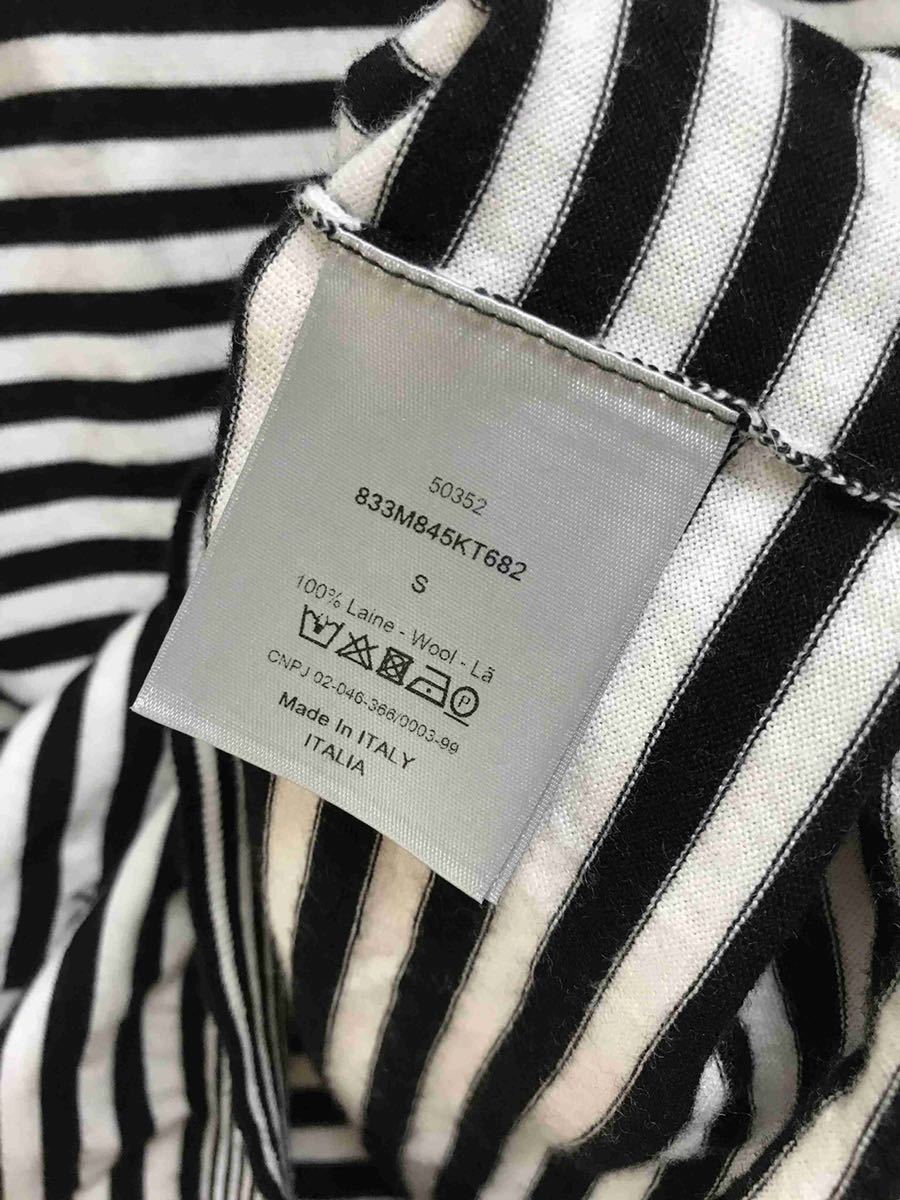 50352
833M845KT682
S
100% Laine - Wool - Lã
P
CNPJ 02-046-366/0003-99
Made In ITALY
ITALIA